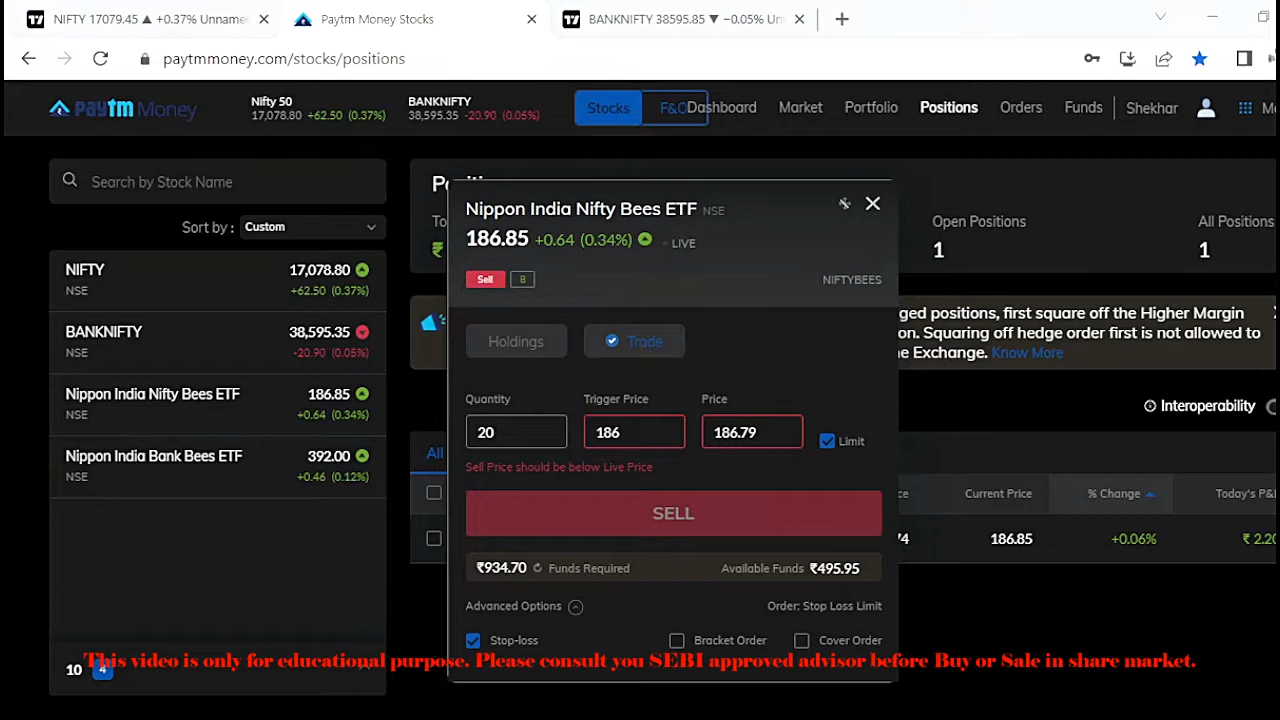 NIFTY 17079.45 ▲ +0.37% Unname
Paytm Money Stocks
BANKNIFTY 38595.85 ▼ −0.05% Un
paytmmoney.com/stocks/positions
paytm Money
Nifty 50
17,078.80 +62.50 (0.37%)
BANKNIFTY
38,595.35 -20.90 (0.05%)
Stocks F&O Dashboard Market Portfolio Positions Orders Funds Shekhar
Search by Stock Name
Sort by : Custom
NIFTY 17,078.80
NSE +62.50 (0.37%)
BANKNIFTY 38,595.35
NSE -20.90 (0.05%)
Nippon India Nifty Bees ETF 186.85
NSE +0.64 (0.34%)
Nippon India Bank Bees ETF 392.00
NSE +0.46 (0.12%)
10 4
Open Positions All Positions
1 1
ged positions, first square off the Higher Margin
on. Squaring off hedge order first is not allowed to
e Exchange. Know More
Interoperability
All
ce Current Price % Change Today's P&L
74 186.85 +0.06% ₹ 2.20
Nippon India Nifty Bees ETF NSE
186.85 +0.64 (0.34%) LIVE
Sell B NIFTYBEES
Holdings Trade
Quantity Trigger Price Price
20 186 186.79 Limit
Sell Price should be below Live Price
SELL
₹934.70 Funds Required Available Funds ₹495.95
Advanced Options Order: Stop Loss Limit
Stop-loss Bracket Order Cover Order
This video is only for educational purpose. Please consult you SEBI approved advisor before Buy or Sale in share market.